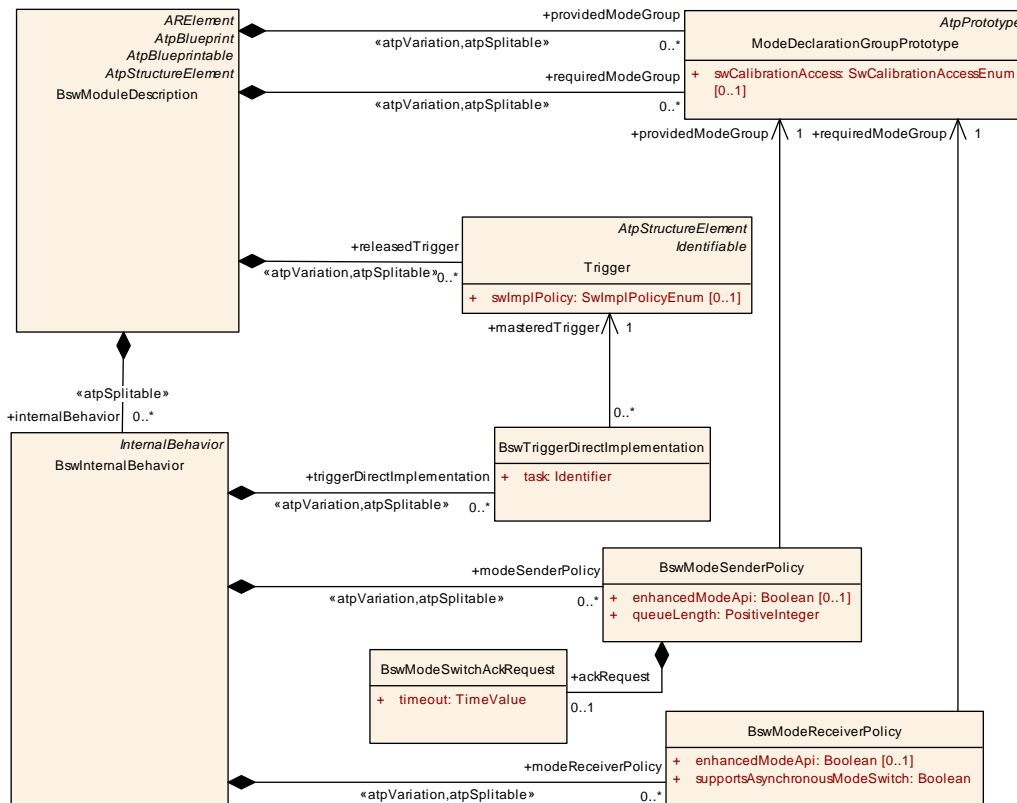 ARElement
AtpBlueprint
AtpBlueprintable
AtpStructureElement
BswModuleDescription
+providedModeGroup
«atpVariation,atpSplitable»
0..*
+requiredModeGroup
«atpVariation,atpSplitable»
0..*
AtpPrototype
ModeDeclarationGroupPrototype
+ swCalibrationAccess: SwCalibrationAccessEnum
[0..1]
+providedModeGroup
1
+requiredModeGroup
1
+releasedTrigger
«atpVariation,atpSplitable»
0..*
AtpStructureElement
Identifiable
Trigger
+ swImplPolicy: SwImplPolicyEnum [0..1]
+masteredTrigger
1
«atpSplitable»
+internalBehavior
0..*
0..*
InternalBehavior
BswInternalBehavior
+triggerDirectImplementation
«atpVariation,atpSplitable»
0..*
BswTriggerDirectImplementation
+ task: Identifier
+modeSenderPolicy
«atpVariation,atpSplitable»
0..*
BswModeSenderPolicy
+ enhancedModeApi: Boolean [0..1]
+ queueLength: PositiveInteger
BswModeSwitchAckRequest
+ timeout: TimeValue
+ackRequest
0..1
BswModeReceiverPolicy
+ enhancedModeApi: Boolean [0..1]
+ supportsAsynchronousModeSwitch: Boolean
+modeReceiverPolicy
«atpVariation,atpSplitable»
0..*